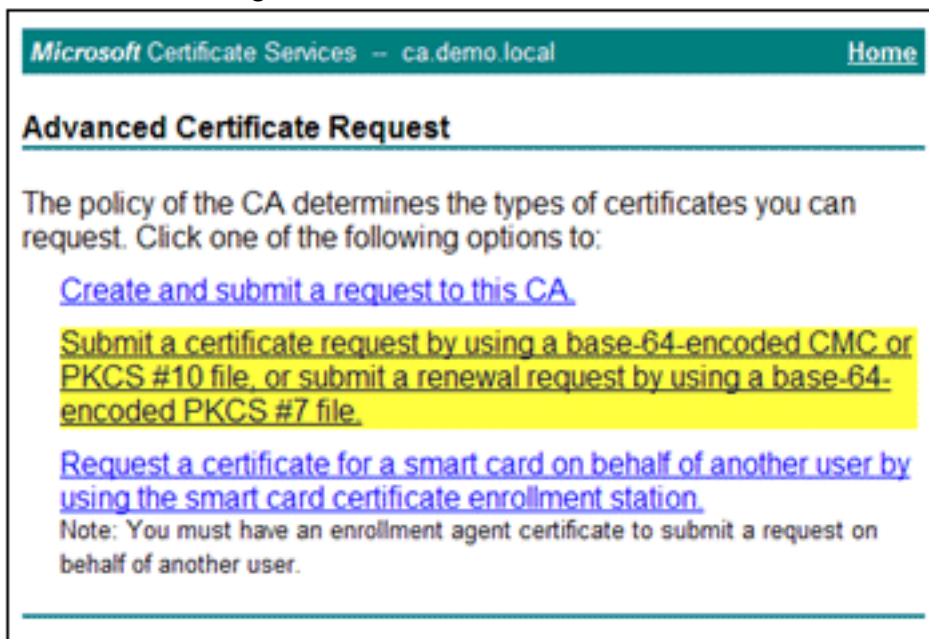 Microsoft Certificate Services -- ca.demo.local Home
Advanced Certificate Request
The policy of the CA determines the types of certificates you can
request. Click one of the following options to:
Create and submit a request to this CA.
Submit a certificate request by using a base-64-encoded CMC or
PKCS #10 file, or submit a renewal request by using a base-64-
encoded PKCS #7 file.
Request a certificate for a smart card on behalf of another user by
using the smart card certificate enrollment station.
Note: You must have an enrollment agent certificate to submit a request on
behalf of another user.